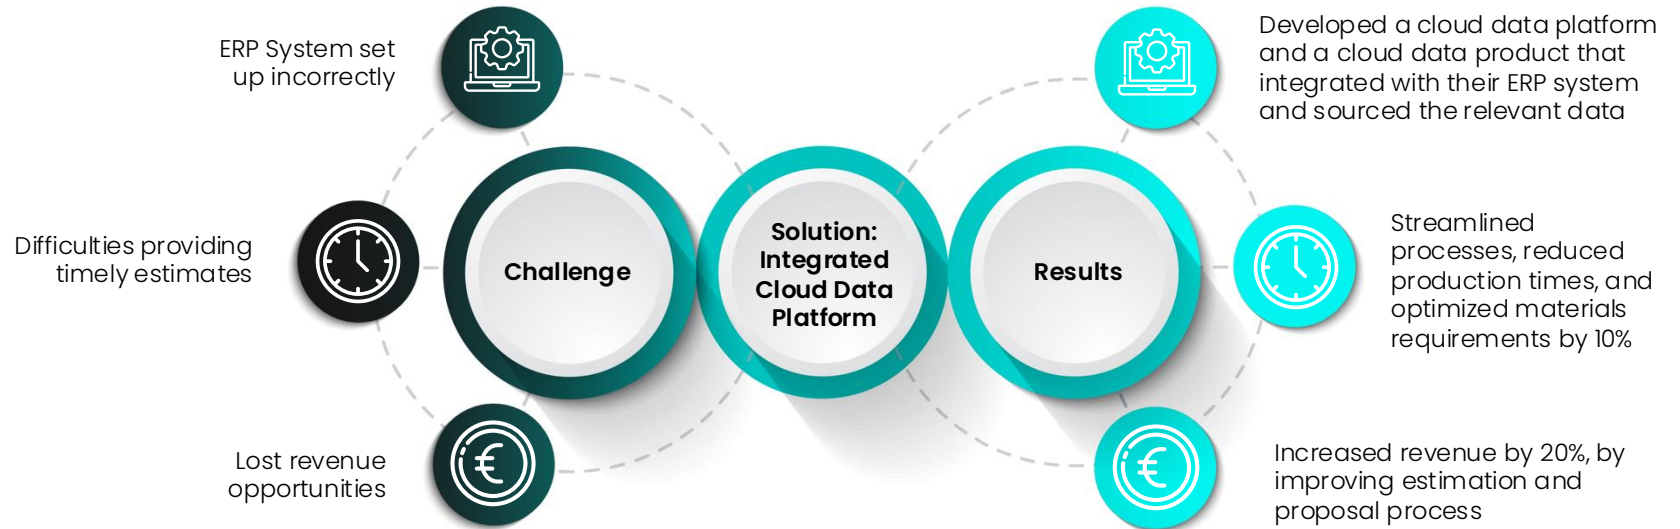 ERP System set
up incorrectly
Difficulties providing
timely estimates
Lost revenue
opportunities
Challenge
Solution:
Integrated
Cloud Data
Platform
Results
Developed a cloud data platform
and a cloud data product that
integrated with their ERP system
and sourced the relevant data
Streamlined
processes, reduced
production times, and
optimized materials
requirements by 10%
Increased revenue by 20%, by
improving estimation and
proposal process
€
€